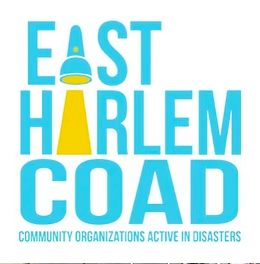 EAST
HARLEM
COAD
COMMUNITY ORGANIZATIONS ACTIVE IN DISASTERS